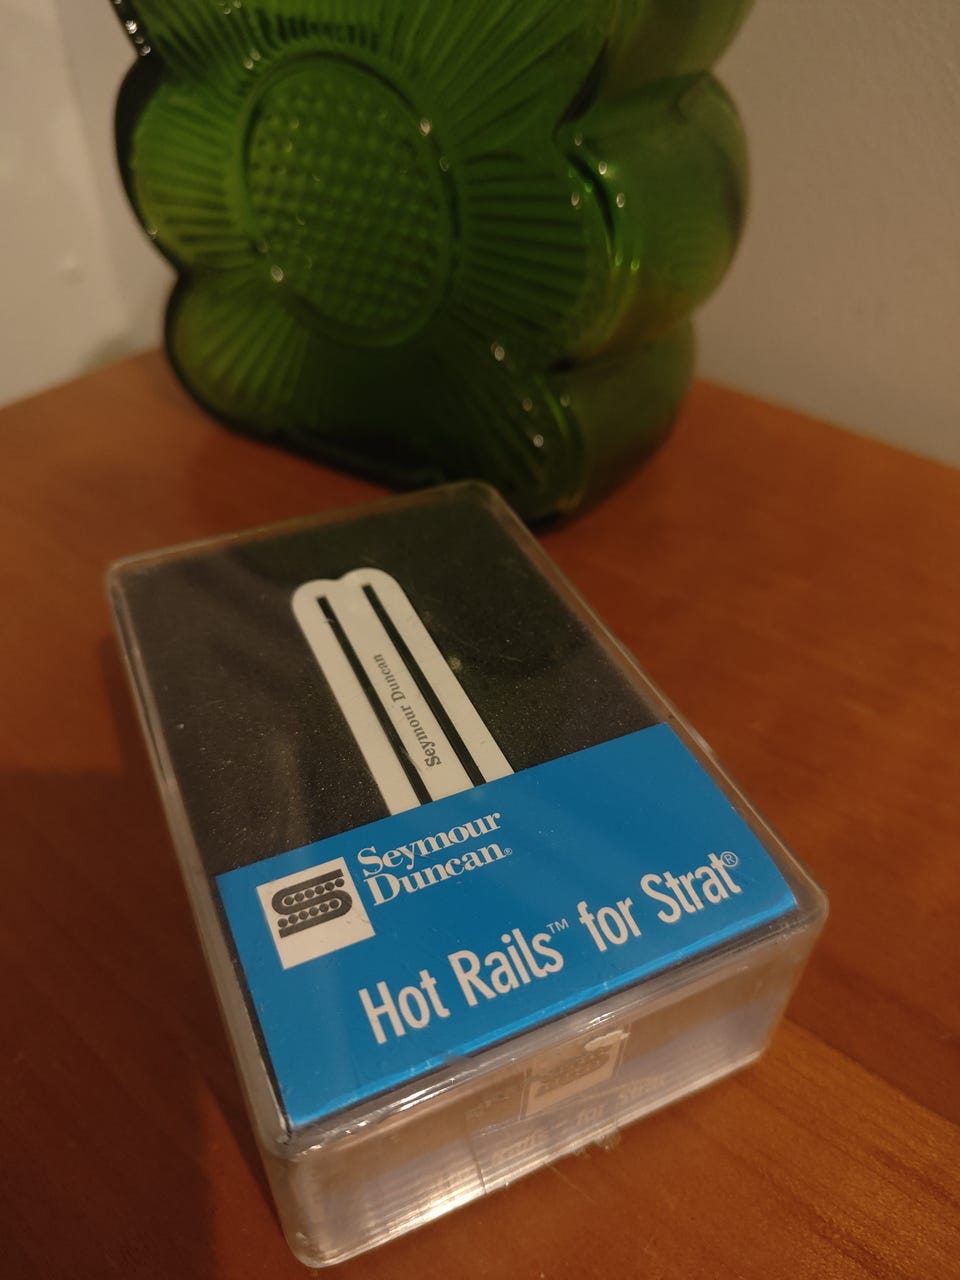 Seymour Duncan
Seymour
Duncan®
Hot Rails™ for Strat®